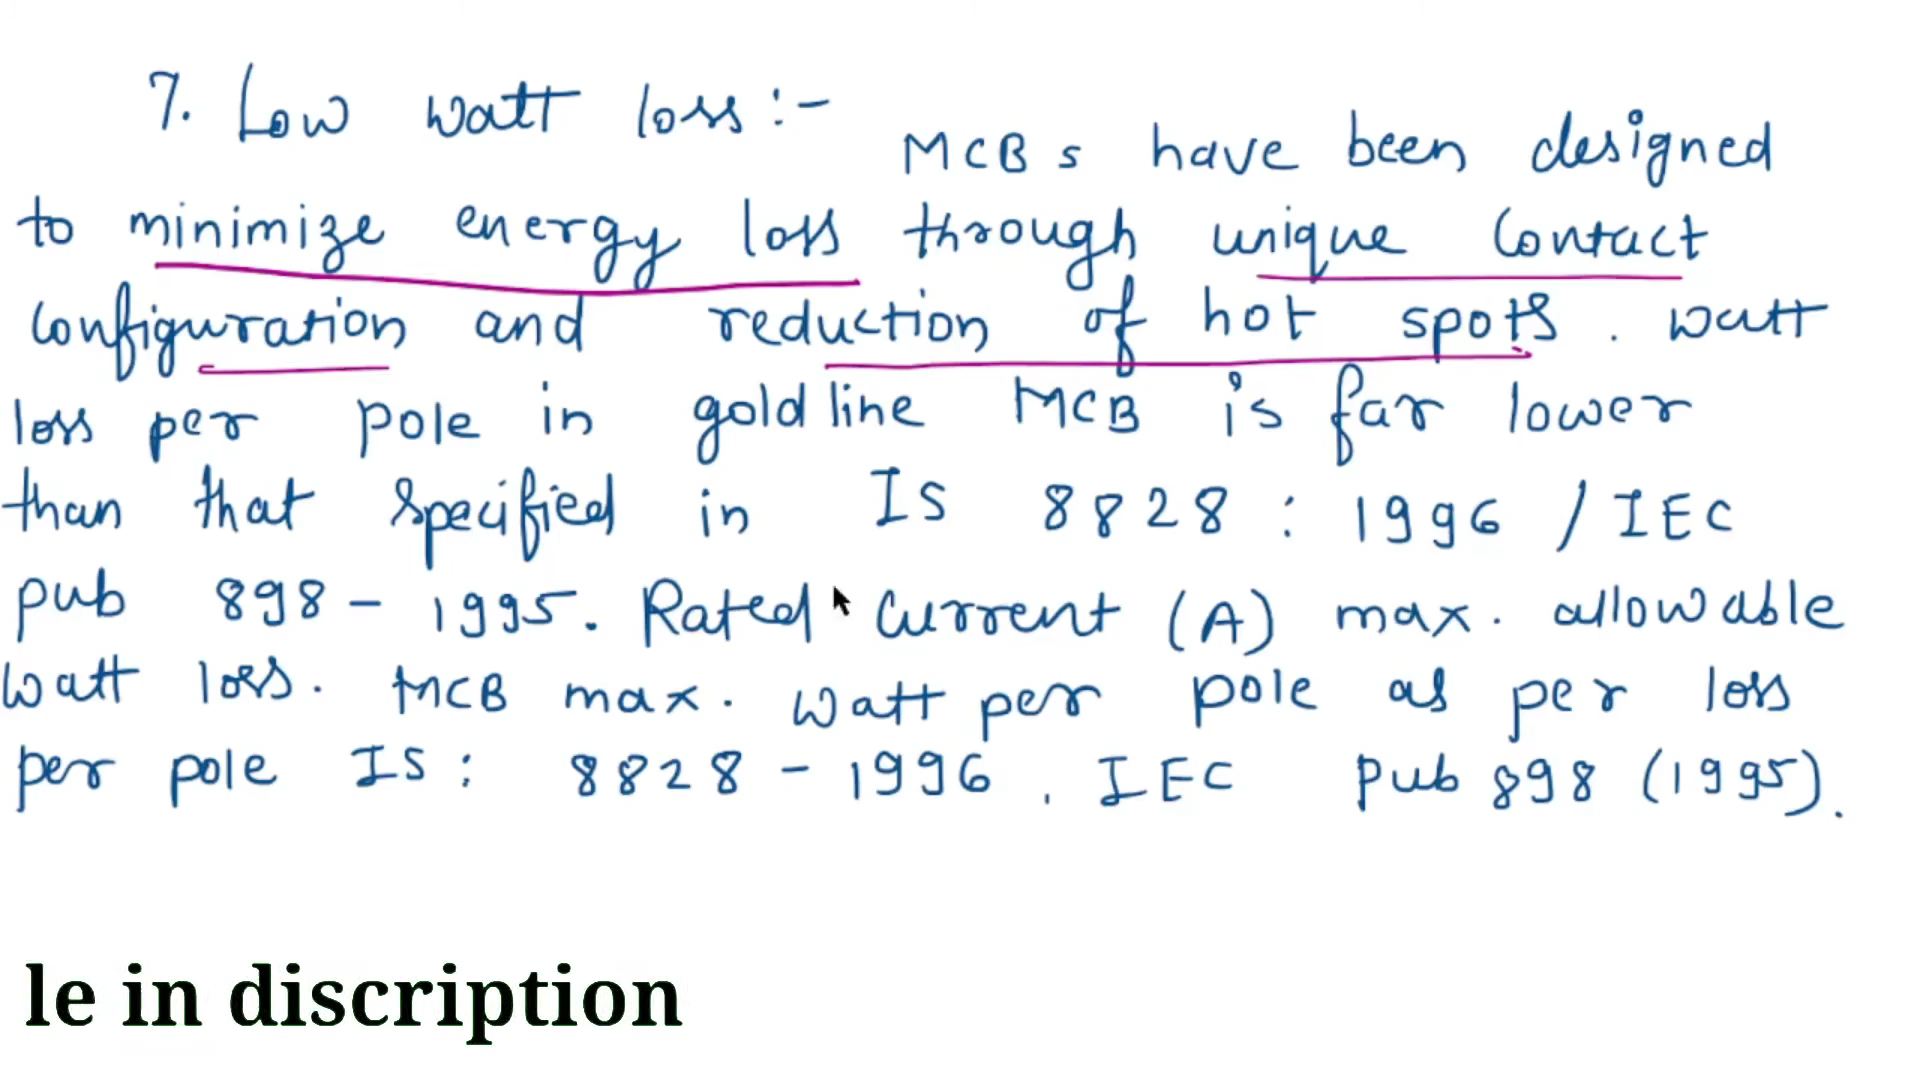 7. Low watt loss :-
MCBs have been designed
to minimize energy loss through unique Contact
Configuration and reduction of hot spots. watt
loss per pole in goldline MCB is far lower
than that specified in IS 8828 : 1996 / IEC
pub 898 - 1995. Rated Current (A) max. allowable
watt loss. MCB max. watt per pole as per loss
per pole IS: 8828 - 1996. IEC Pub 898 (1995).
le in discription